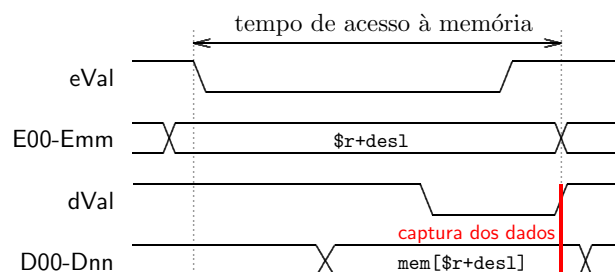 tempo de acesso à memória
eVal
E00-Emm
$r+desl
dVal
captura dos dados
D00-Dnn
mem[$r+desl]